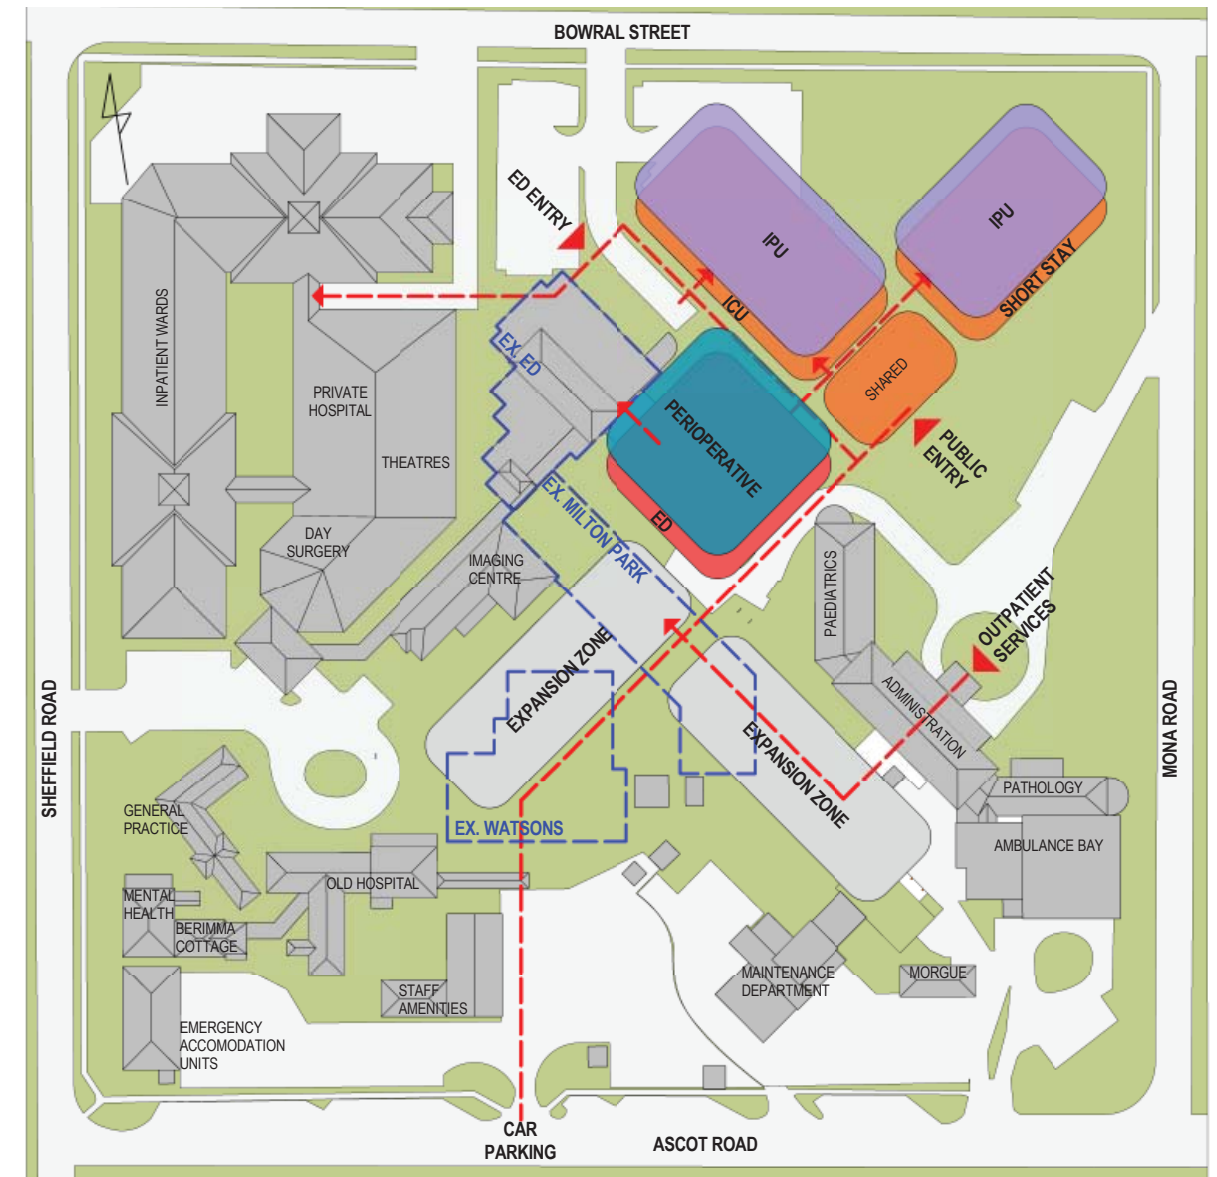 BOWRAL STREET
ED ENTRY
IPU
IPU
ICU
SHORT STAY
SHARED
INPATIENT WARDS
EX. ED
PRIVATE
HOSPITAL
PERIOPERATIVE
PUBLIC
ENTRY
THEATRES
EX. MILTON PARK
ED
DAY
SURGERY
IMAGING
CENTRE
PAEDIATRICS
OUTPATIENT
SERVICES
EXPANSION ZONE
ADMINISTRATION
SHEFFIELD ROAD
MONA ROAD
EXPANSION ZONE
PATHOLOGY
GENERAL
PRACTICE
EX. WATSONS
AMBULANCE BAY
OLD HOSPITAL
MENTAL
HEALTH
BERIMMA
COTTAGE
MAINTENANCE
DEPARTMENT
MORGUE
STAFF
AMENITIES
EMERGENCY
ACCOMODATION
UNITS
CAR
PARKING
ASCOT ROAD